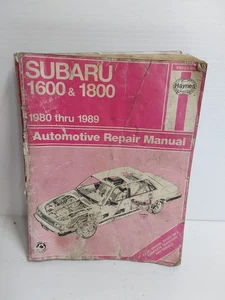 SUBARU
1600 & 1800
Haynes
1980 thru 1989
Automotive Repair Manual